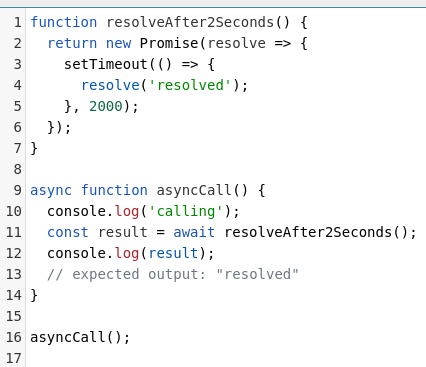 1 function resolveAfter2Seconds() {
2   return new Promise(resolve => {
3     setTimeout(() => {
4       resolve('resolved');
5     }, 2000);
6   });
7 }
8
9 async function asyncCall() {
10   console.log('calling');
11   const result = await resolveAfter2Seconds();
12   console.log(result);
13   // expected output: "resolved"
14 }
15
16 asyncCall();
17